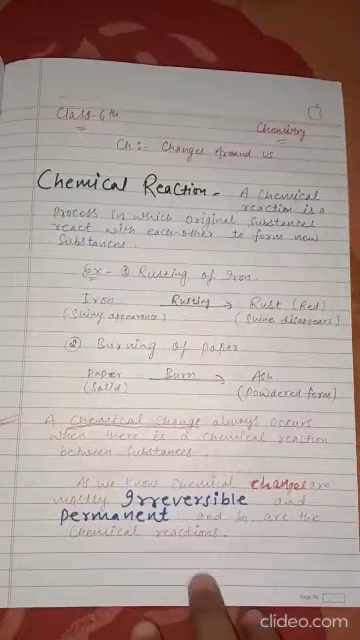 Class-6th
Chemistry
Ch:- Changes Around us
Chemical Reaction - A chemical
reaction is a
process in which original substances
react with each-other to form new
substances.
Ex- ① Rusting of Iron
Iron Rusting → Rust (Red)
(Shiny appearance) (Shine disappears)
② Burning of paper
Paper Burn → Ash
(Solid) (Powdered form)
A chemical change always occurs
when there is a chemical reaction
between substances.
As we know chemical changes are
mostly Irreversible and
permanent and so, are the
chemical reactions.
Page No.
clideo.com